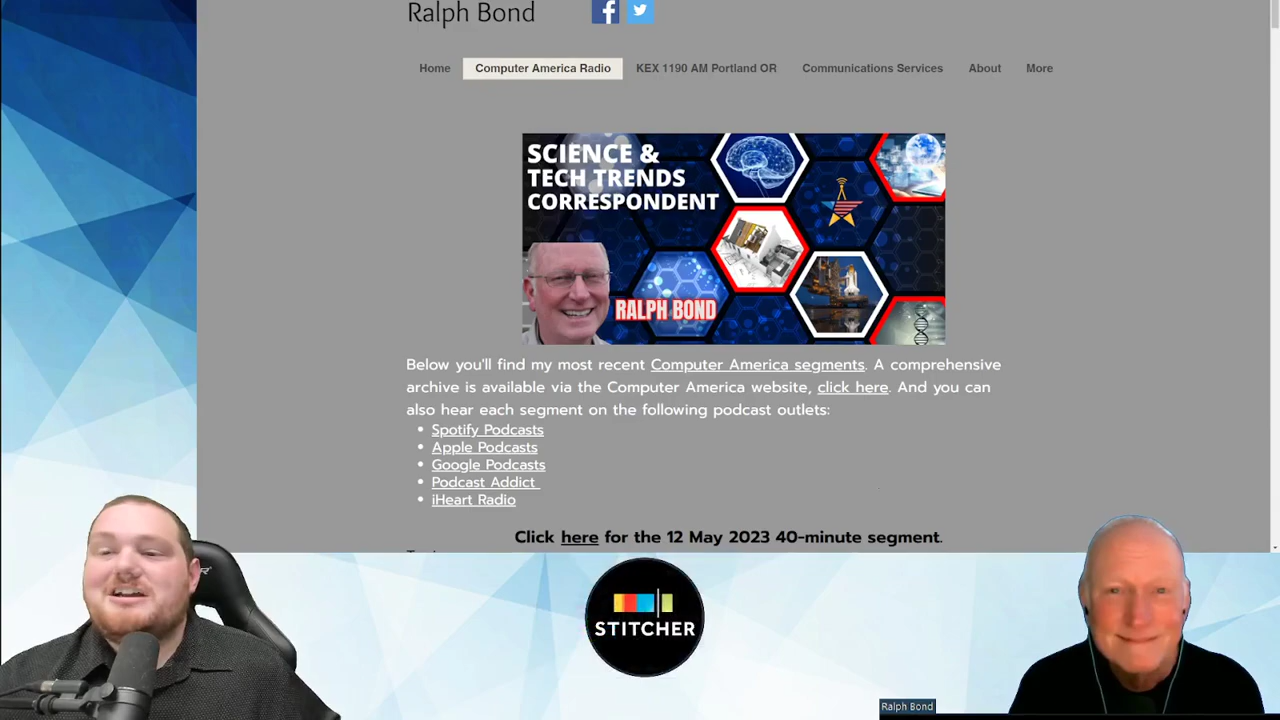 Ralph Bond
Home Computer America Radio KEX 1190 AM Portland OR Communications Services About More
SCIENCE &
TECH TRENDS
CORRESPONDENT
RALPH BOND
Below you'll find my most recent Computer America segments. A comprehensive
archive is available via the Computer America website, click here. And you can
also hear each segment on the following podcast outlets:
• Spotify Podcasts
• Apple Podcasts
• Google Podcasts
• Podcast Addict
• iHeart Radio
Click here for the 12 May 2023 40-minute segment.
STITCHER
Ralph Bond